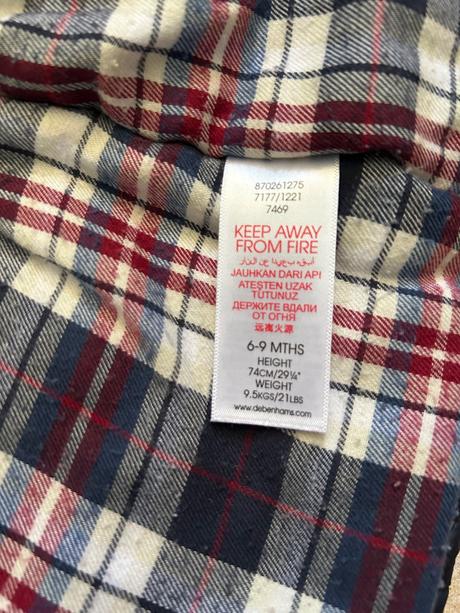 870261275
7177/1221
7469
KEEP AWAY
FROM FIRE
JAUHKAN DARI API
ATEŞTEN UZAK
TUTUNUZ
ДЕРЖИТЕ ВДАЛИ
ОТ ОГНЯ
远离火源
6-9 MTHS
HEIGHT
74CM/29¼"
WEIGHT
9.5KGS/21LBS
www.debenhams.com